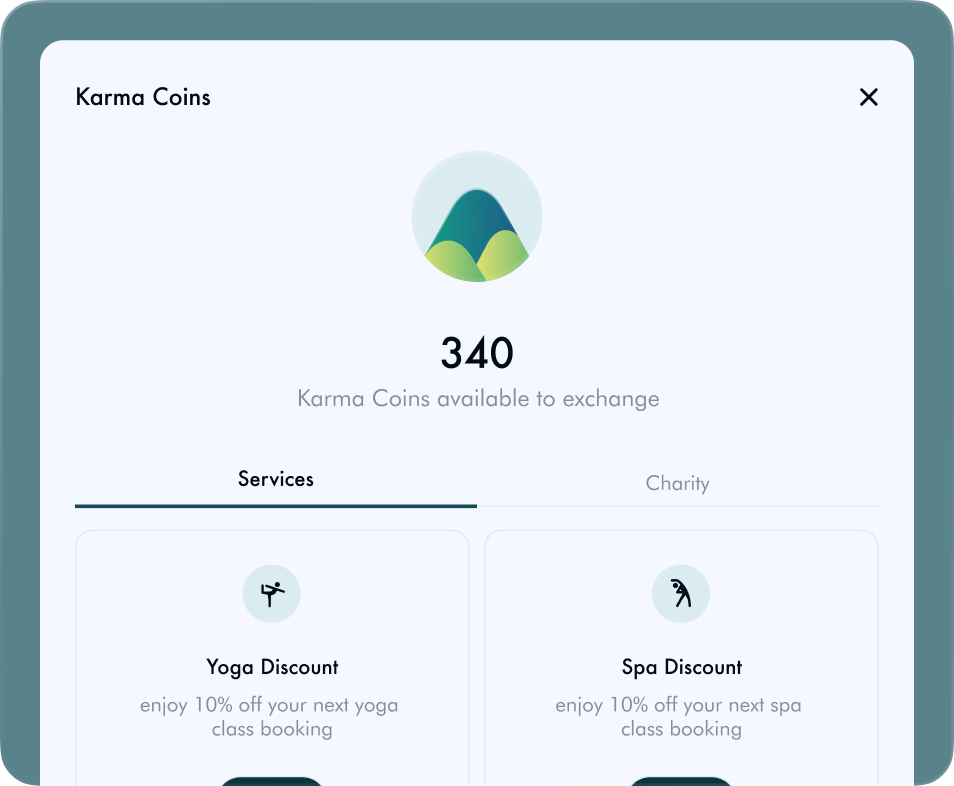 Karma Coins
340
Karma Coins available to exchange
Services
Charity
Yoga Discount
enjoy 10% off your next yoga
class booking
Spa Discount
enjoy 10% off your next spa
class booking